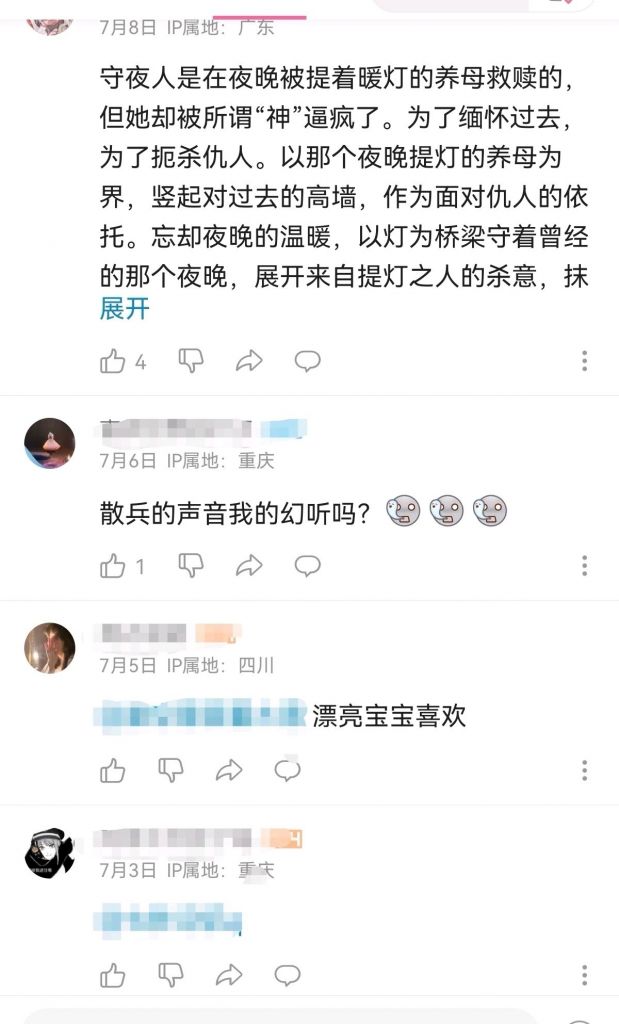 7月8日 IP属地：广东
守夜人是在夜晚被提着暖灯的养母救赎的，
但她却被所谓“神”逼疯了。为了缅怀过去，
为了扼杀仇人。以那个夜晚提灯的养母为
界，竖起对过去的高墙，作为面对仇人的依
托。忘却夜晚的温暖，以灯为桥梁守着曾经
的那个夜晚，展开来自提灯之人的杀意，抹
展开
4
7月6日 IP属地：重庆
散兵的声音我的幻听吗？
1
7月5日 IP属地：四川
漂亮宝宝喜欢
7月3日 IP属地：重庆